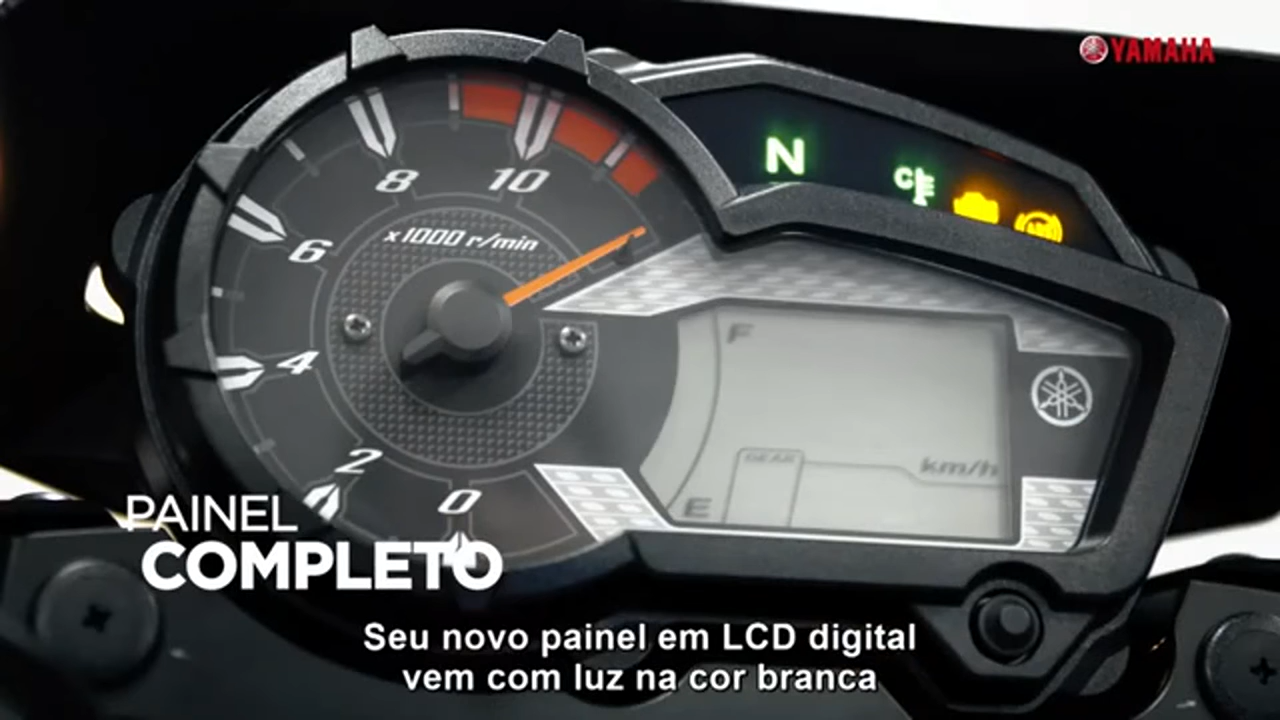 YAMAHA
N
C E
ABS
8
10
x1000 r/min
6
4
2
0
F
GEAR
km/h
E
PAINEL
COMPLETO
Seu novo painel em LCD digital
vem com luz na cor branca